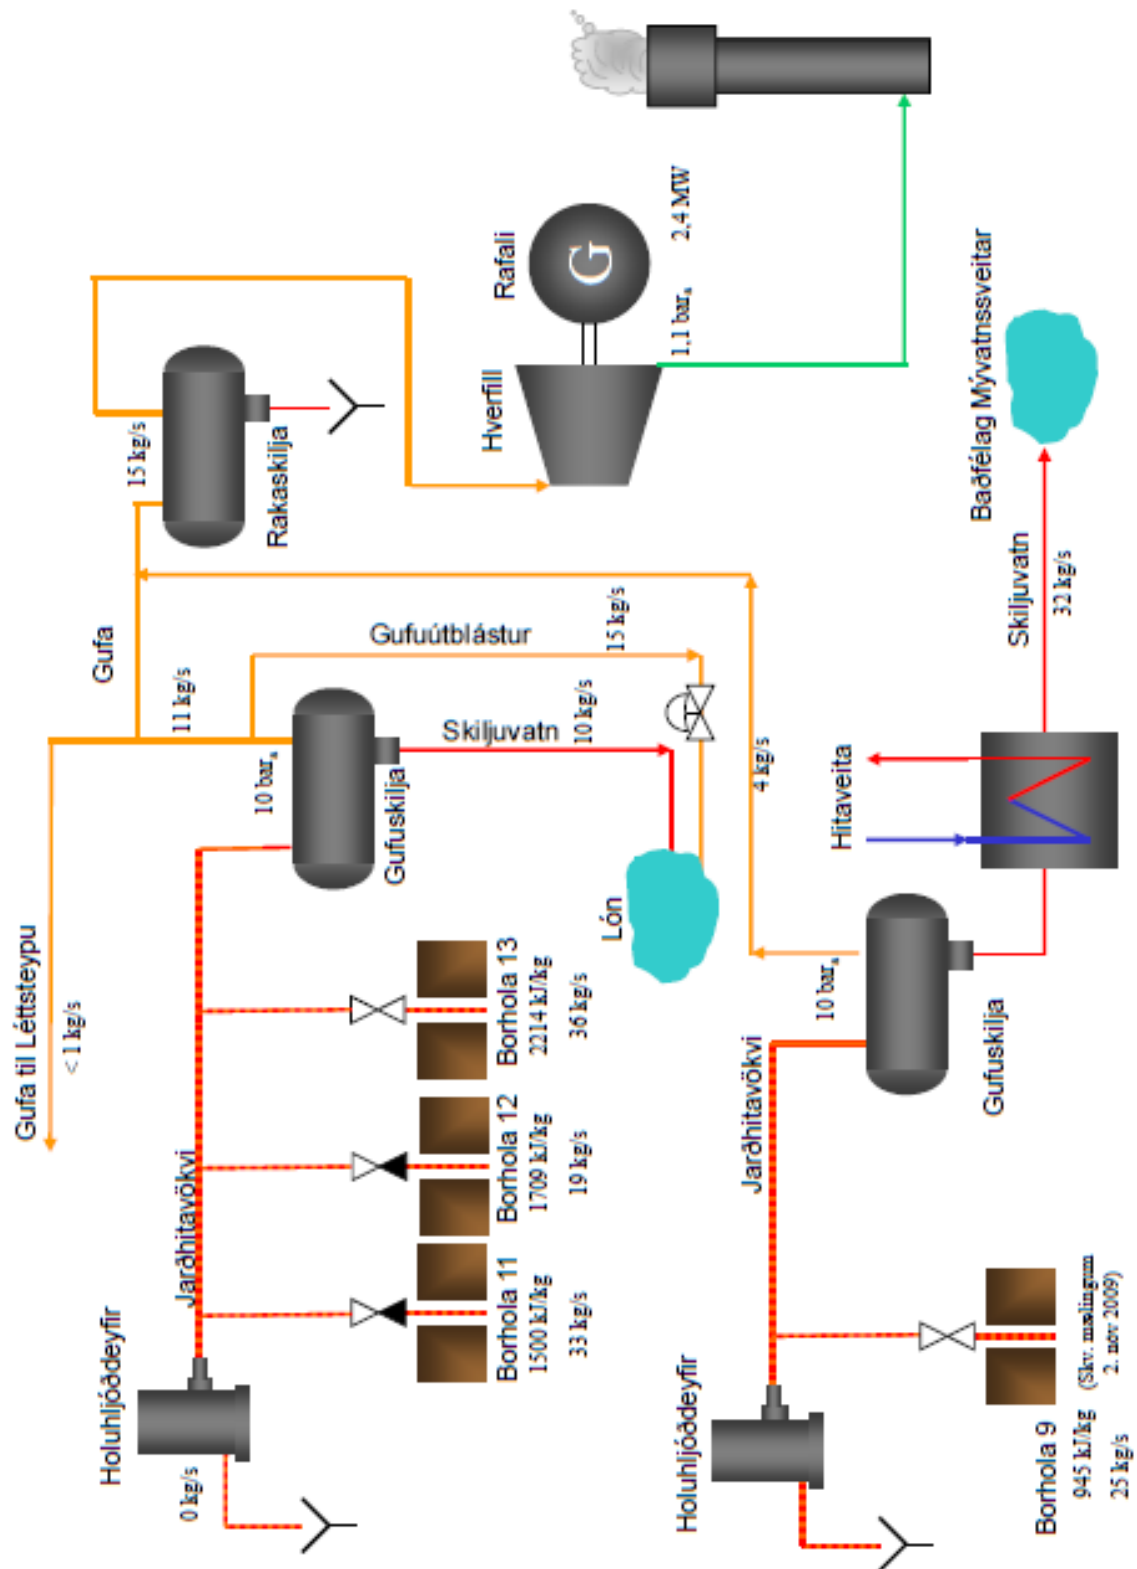 Gufa til Léttsteypu
< 1 kg/s
Gufa
11 kg/s
10 barₐ
15 kg/s
Rakaskilja
Hverfill
Rafali
G
1,1 barₐ
2,4 MW
Gufuútblástur
15 kg/s
Gufuskilja
Skiljuvatn
10 kg/s
Lón
4 kg/s
Holuhljóðdeyfir
0 kg/s
Jarðhitavökvi
Borhola 11
1500 kJ/kg
33 kg/s
Borhola 12
1709 kJ/kg
19 kg/s
Borhola 13
2214 kJ/kg
36 kg/s
Holuhljóðdeyfir
Jarðhitavökvi
10 barₐ
Gufuskilja
Hitaveita
Skiljuvatn
32 kg/s
Baðfélag Mývatnssveitar
Borhola 9
945 kJ/kg (Skv. mælingum
2. nov 2009)
25 kg/s